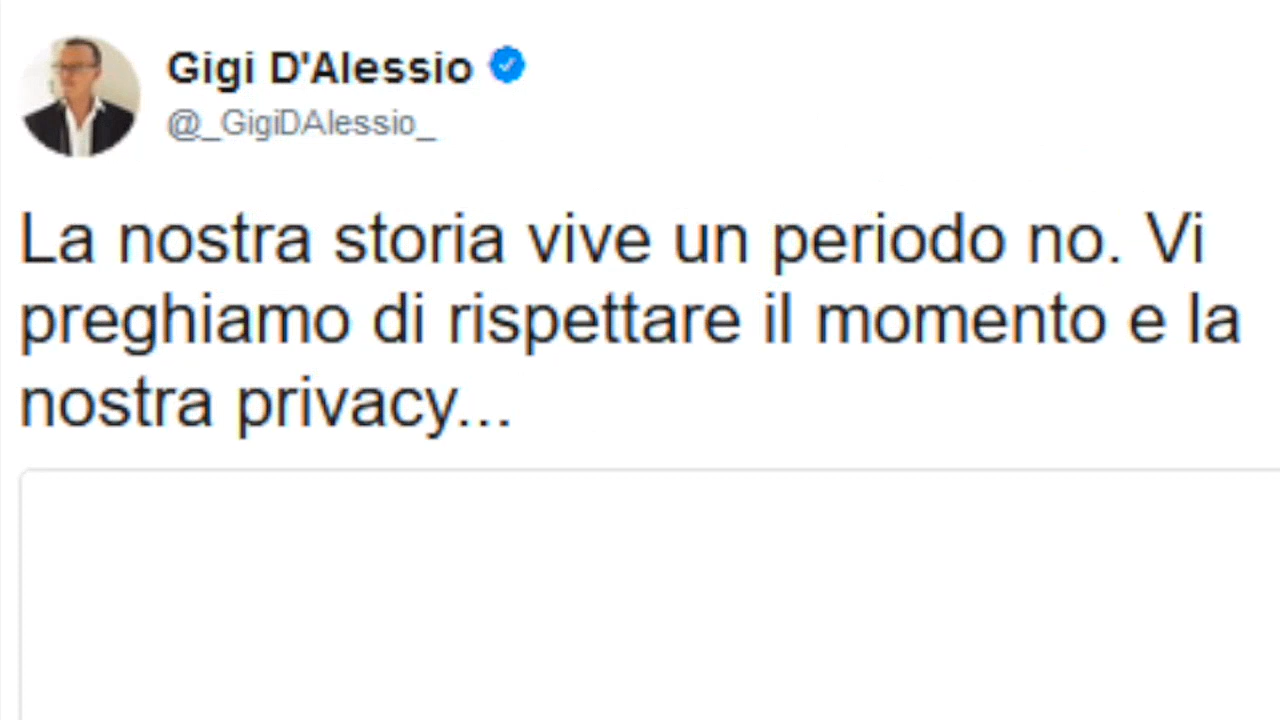 Gigi D'Alessio
@_GigiDAlessio_
La nostra storia vive un periodo no. Vi
preghiamo di rispettare il momento e la
nostra privacy...